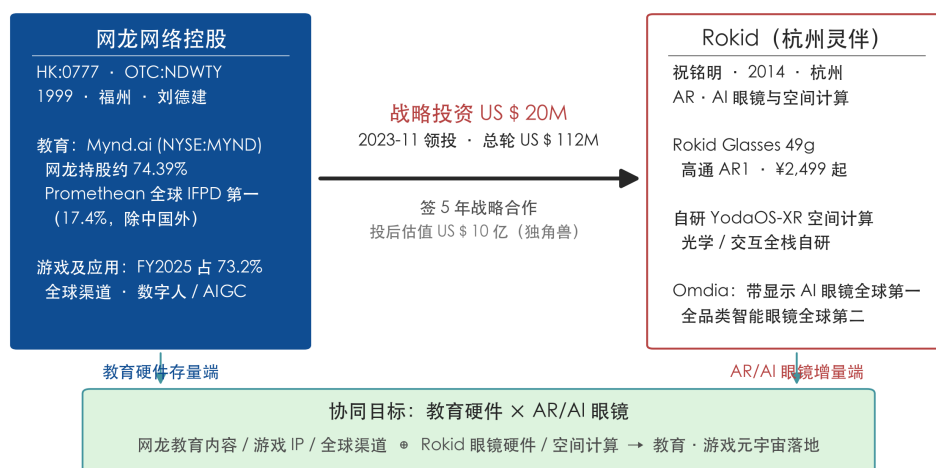 网龙网络控股
HK:0777 · OTC:NDWTY
1999 · 福州 · 刘德建
教育：Mynd.ai (NYSE:MYND)
网龙持股约 74.39%
Promethean 全球 IFPD 第一
（17.4%，除中国外）
游戏及应用：FY2025 占 73.2%
全球渠道 · 数字人 / AIGC
战略投资 US $ 20M
2023-11 领投 · 总轮 US $ 112M
签 5 年战略合作
投后估值 US $ 10 亿（独角兽）
Rokid（杭州灵伴）
祝铭明 · 2014 · 杭州
AR · AI 眼镜与空间计算
Rokid Glasses 49g
高通 AR1 · ¥2,499 起
自研 YodaOS-XR 空间计算
光学 / 交互全栈自研
Omdia：带显示 AI 眼镜全球第一
全品类智能眼镜全球第二
教育硬件存量端
AR/AI 眼镜增量端
协同目标：教育硬件 × AR/AI 眼镜
网龙教育内容 / 游戏 IP / 全球渠道 ⊕ Rokid 眼镜硬件 / 空间计算 → 教育·游戏元宇宙落地